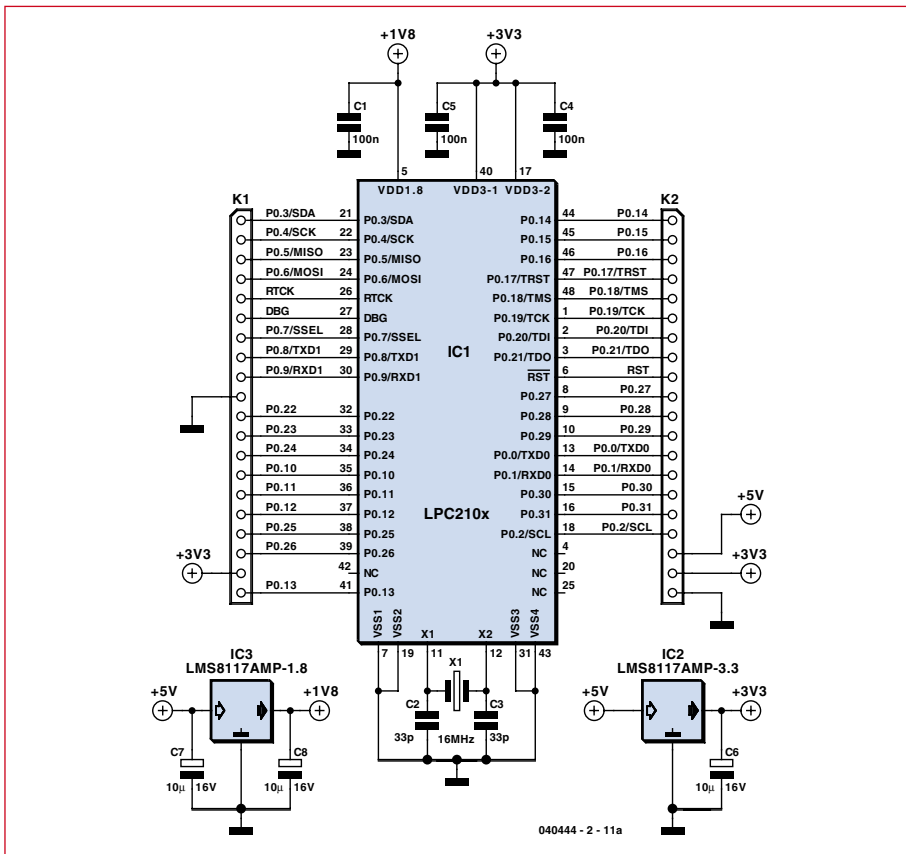 +1V8
+3V3
C1
100n
C5
100n
C4
100n
5
40
17
VDD1.8
VDD3-1
VDD3-2
K1
K2
P0.3/SDA 21 P0.3/SDA
P0.4/SCK 22 P0.4/SCK
P0.5/MISO 23 P0.5/MISO
P0.6/MOSI 24 P0.6/MOSI
RTCK 26 RTCK
DBG 27 DBG
P0.7/SSEL 28 P0.7/SSEL
P0.8/TXD1 29 P0.8/TXD1
P0.9/RXD1 30 P0.9/RXD1
P0.22 32 P0.22
P0.23 33 P0.23
P0.24 34 P0.24
P0.10 35 P0.10
P0.11 36 P0.11
P0.12 37 P0.12
P0.25 38 P0.25
P0.26 39 P0.26
+3V3
42 NC
P0.13 41 P0.13
IC1
LPC210x
P0.14 44 P0.14
P0.15 45 P0.15
P0.16 46 P0.16
P0.17/TRST 47 P0.17/TRST
P0.18/TMS 48 P0.18/TMS
P0.19/TCK 1 P0.19/TCK
P0.20/TDI 2 P0.20/TDI
P0.21/TDO 3 P0.21/TDO
RST 6 RST
P0.27 8 P0.27
P0.28 9 P0.28
P0.29 10 P0.29
P0.0/TXD0 13 P0.0/TXD0
P0.1/RXD0 14 P0.1/RXD0
P0.30 15 P0.30
P0.31 16 P0.31
P0.2/SCL 18 P0.2/SCL
NC 4
NC 20
NC 25
+5V
+3V3
VSS1
VSS2
X1
X2
VSS3
VSS4
7
19
11
12
31
43
X1
C2
33p
16MHz
C3
33p
IC3
LMS8117AMP-1.8
+5V
+1V8
C7
10µ 16V
C8
10µ 16V
IC2
LMS8117AMP-3.3
+5V
+3V3
C6
10µ 16V
040444 - 2 - 11a